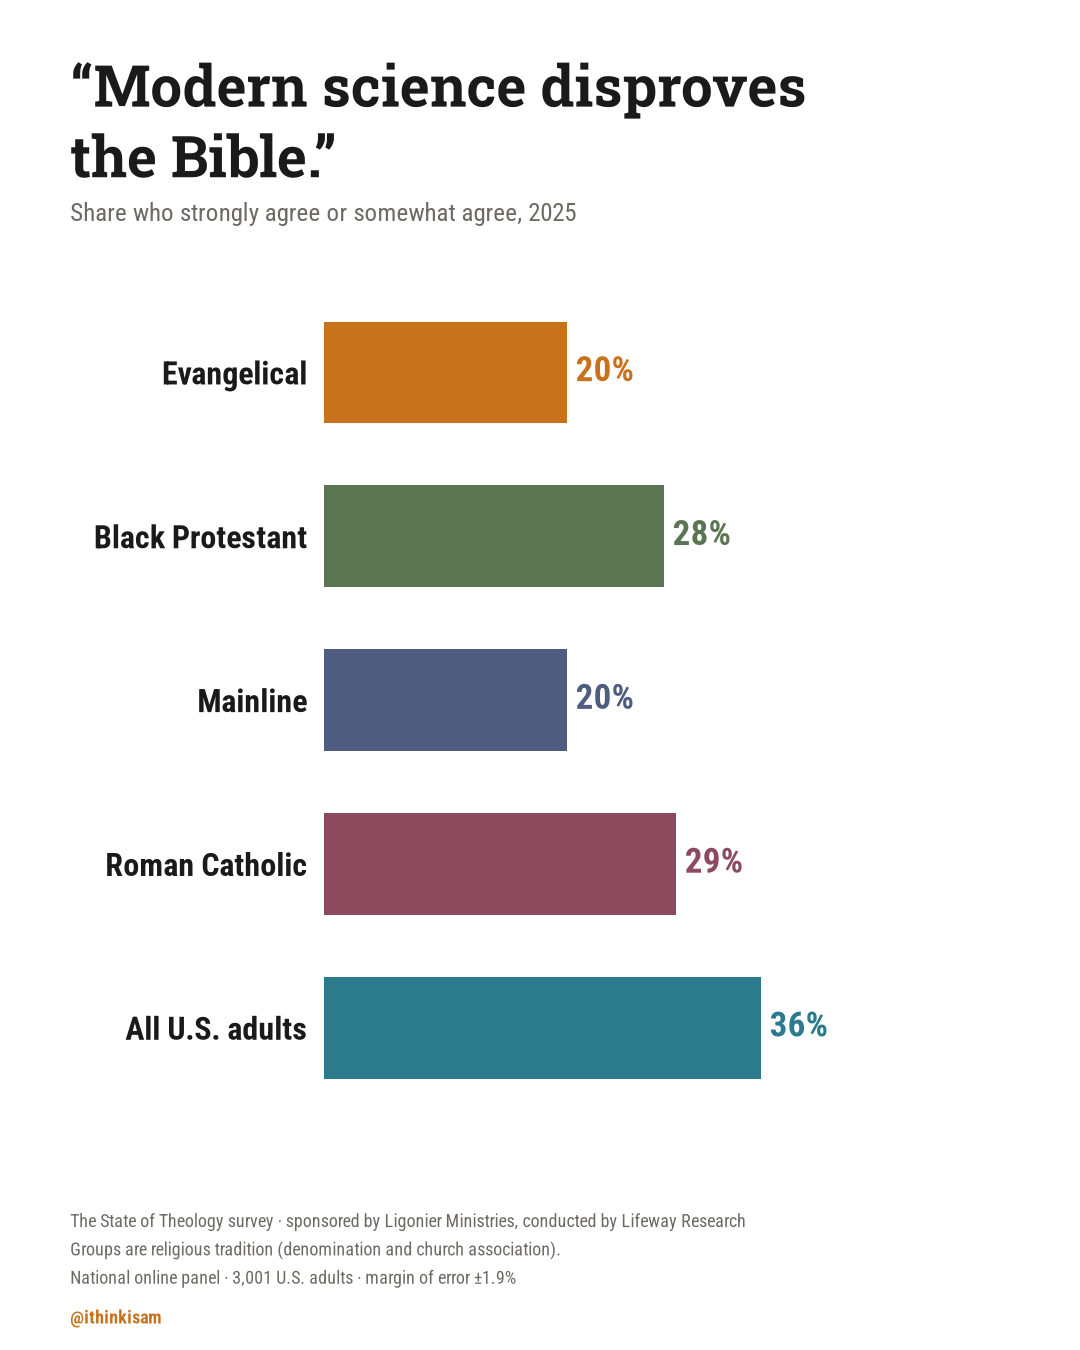 “Modern science disproves
the Bible.”
Share who strongly agree or somewhat agree, 2025
Evangelical 20%
Black Protestant 28%
Mainline 20%
Roman Catholic 29%
All U.S. adults 36%
The State of Theology survey · sponsored by Ligonier Ministries, conducted by Lifeway Research
Groups are religious tradition (denomination and church association).
National online panel · 3,001 U.S. adults · margin of error ±1.9%
@ithinkisam